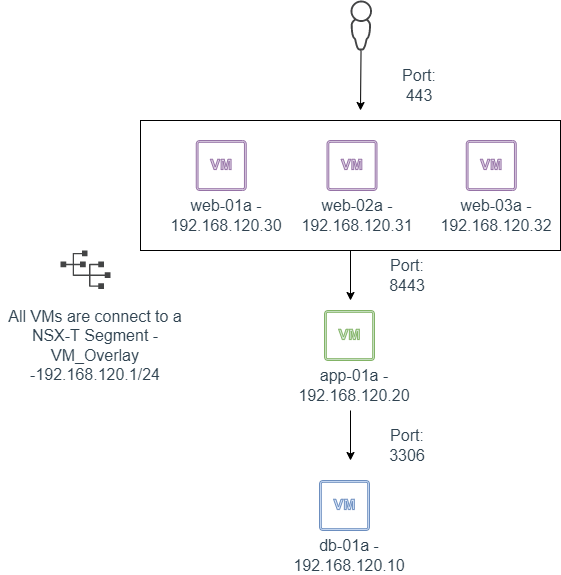 Port:
443
VM
VM
VM
web-01a -
192.168.120.30
web-02a -
192.168.120.31
web-03a -
192.168.120.32
Port:
8443
All VMs are connect to a
NSX-T Segment -
VM_Overlay
-192.168.120.1/24
VM
app-01a -
192.168.120.20
Port:
3306
VM
db-01a -
192.168.120.10